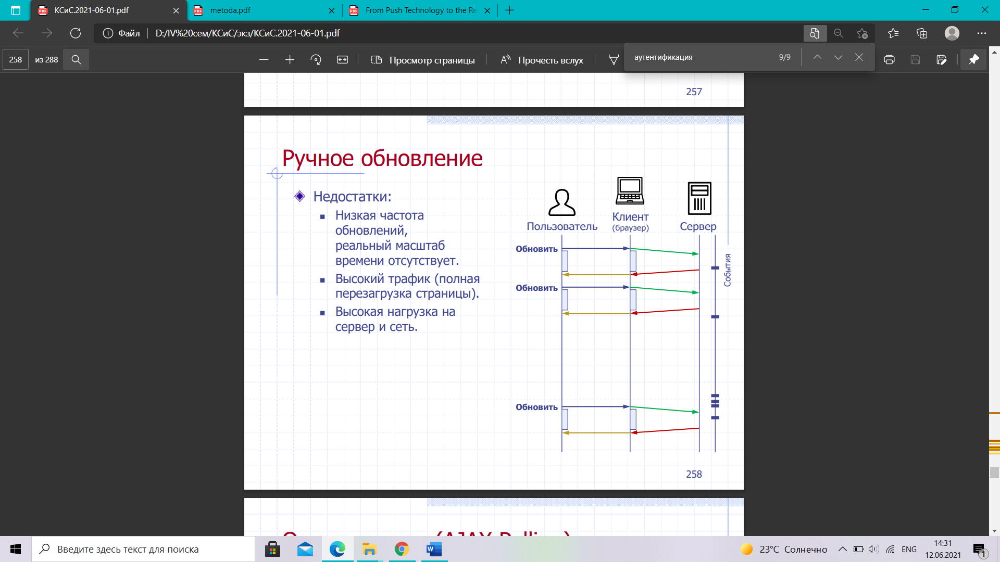 КСиС.2021-06-01.pdf
metoda.pdf
From Push Technology to the Re
Файл
D:/IV%20сем/КСиС/экз/КСиС.2021-06-01.pdf
258
из 288
Просмотр страницы
Прочесть вслух
аутентификация
9/9
257
Ручное обновление
Недостатки:
Низкая частота
обновлений,
реальный масштаб
времени отсутствует.
Высокий трафик (полная
перезагрузка страницы).
Высокая нагрузка на
сервер и сеть.
Пользователь
Клиент
(браузер)
Сервер
Обновить
События
Обновить
Обновить
258
(AJAX Polling)
Введите здесь текст для поиска
23°C Солнечно
ENG
14:31
12.06.2021
1